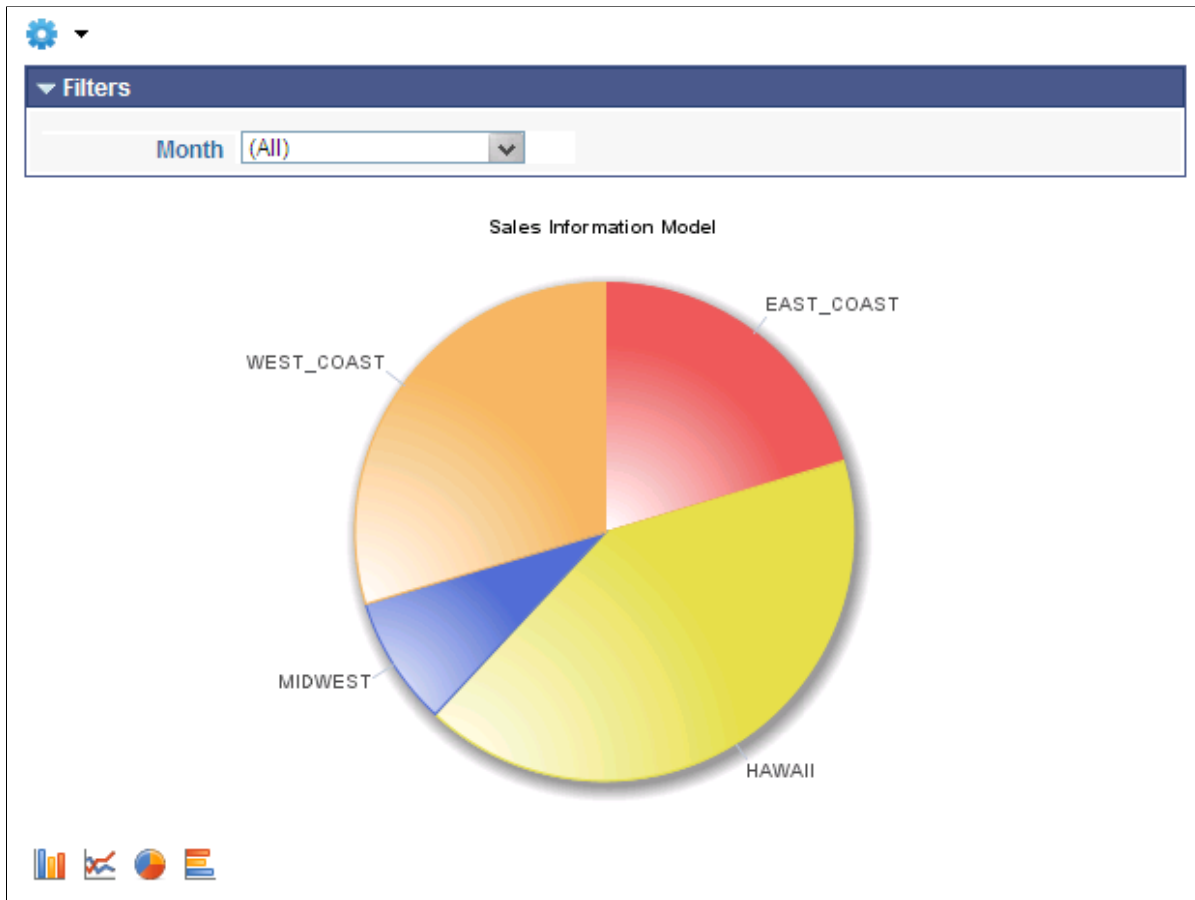 Filters
Month (All)
Sales Information Model
EAST_COAST
WEST_COAST
MIDWEST
HAWAII